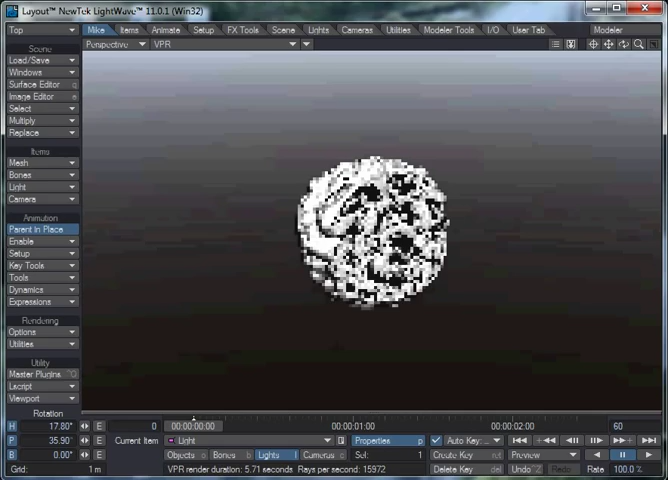 Layout™ NewTek LightWave™ 11.0.1 (Win32)
Top Mike Items Animate Setup FX Tools Scene Lights Cameras Utilities Modeler Tools I/O User Tab Modeler
Perspective VPR
Scene
Load/Save
Windows
Surface Editor
Image Editor
Select
Multiply
Replace
Items
Mesh
Bones
Light
Camera
Animation
Parent In Place
Enable
Setup
Key Tools
Tools
Dynamics
Expressions
Rendering
Options
Utilities
Utility
Master Plugins
Lscript
Viewport
Rotation
H 17.80° E 0 00:00:00:00 00:00:01:00 00:00:02:00 60
P 35.90° E Current Item Light Properties p Auto Key: ...
B 0.00° E Objects o Bones b Lights l Cameras c Sel: 1 Create Key ret Preview
Grid: 1 m VPR render duration: 5.71 seconds Rays per second: 15972 Delete Key del Undo Redo Rate 100.0 %